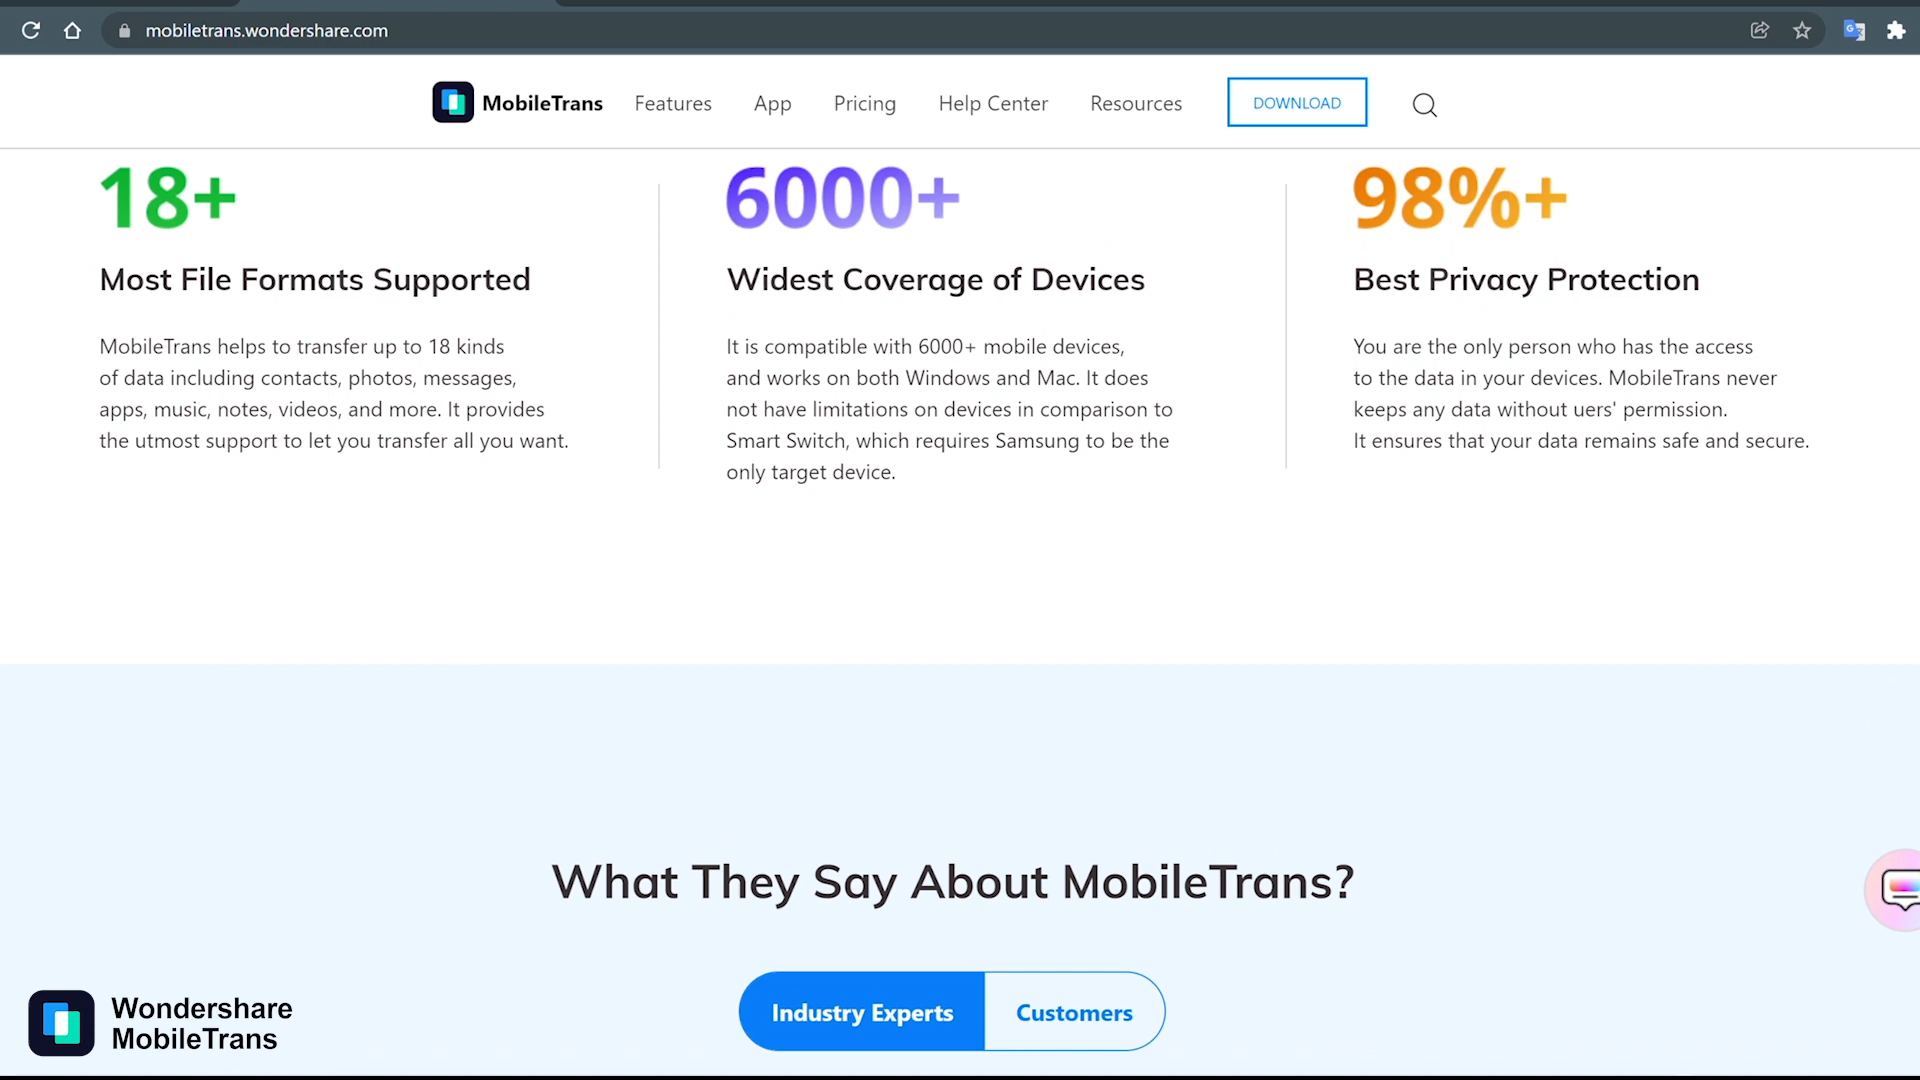 mobiletrans.wondershare.com
MobileTrans Features App Pricing Help Center Resources DOWNLOAD
18+
Most File Formats Supported
MobileTrans helps to transfer up to 18 kinds
of data including contacts, photos, messages,
apps, music, notes, videos, and more. It provides
the utmost support to let you transfer all you want.
6000+
Widest Coverage of Devices
It is compatible with 6000+ mobile devices,
and works on both Windows and Mac. It does
not have limitations on devices in comparison to
Smart Switch, which requires Samsung to be the
only target device.
98%+
Best Privacy Protection
You are the only person who has the access
to the data in your devices. MobileTrans never
keeps any data without uers' permission.
It ensures that your data remains safe and secure.
What They Say About MobileTrans?
Industry Experts Customers
Wondershare
MobileTrans